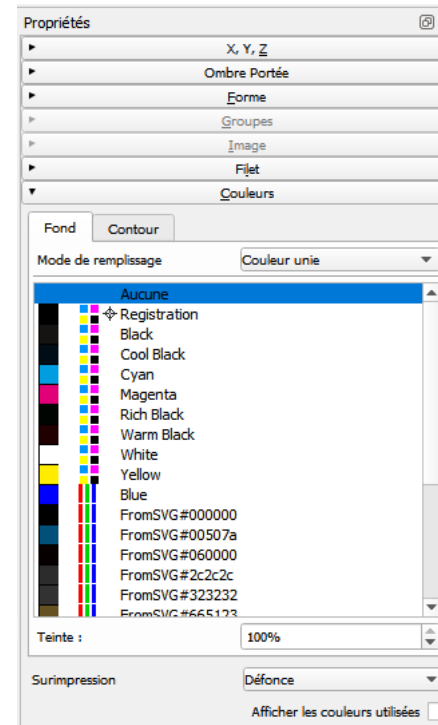 Propriétés
X, Y, Z
Ombre Portée
Forme
Groupes
Image
Filet
Couleurs
Fond Contour
Mode de remplissage Couleur unie
Aucune
Registration
Black
Cool Black
Cyan
Magenta
Rich Black
Warm Black
White
Yellow
Blue
FromSVG#000000
FromSVG#00507a
FromSVG#060000
FromSVG#2c2c2c
FromSVG#323232
FromSVG#665123
Teinte : 100%
Surimpression Défonce
Afficher les couleurs utilisées